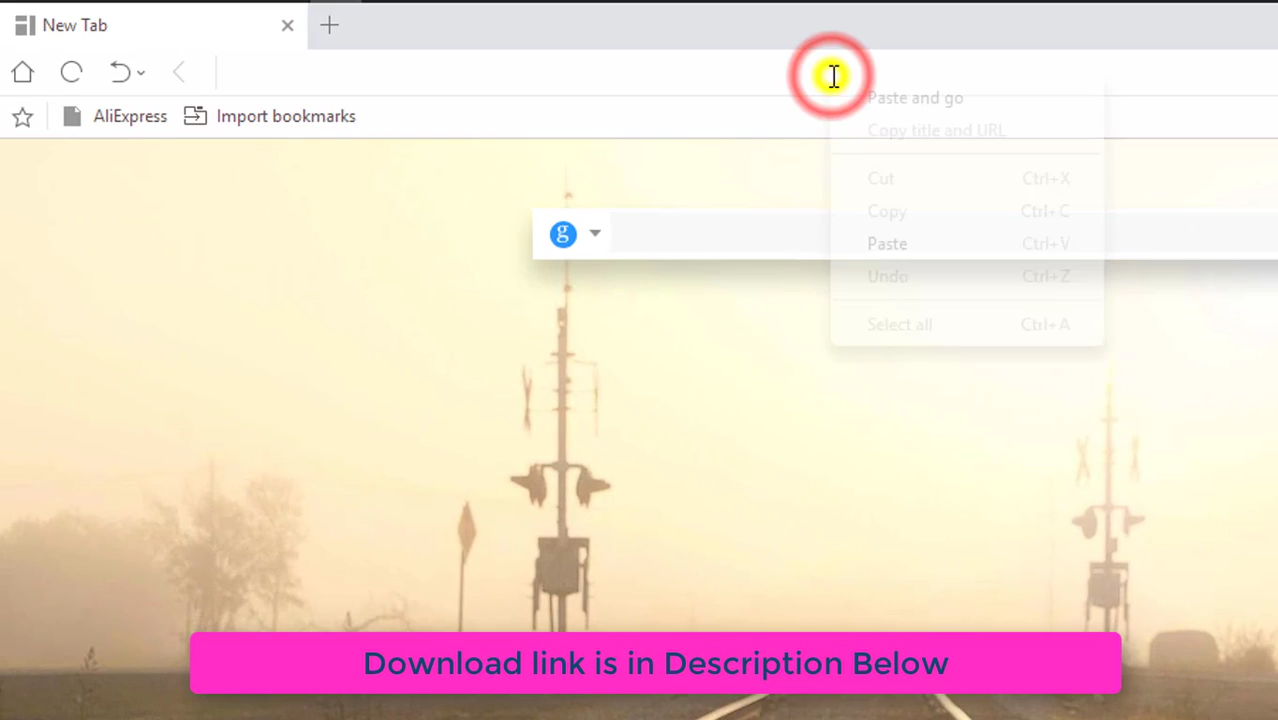 New Tab
AliExpress
Import bookmarks
Paste and go
Copy title and URL
Cut Ctrl+X
Copy Ctrl+C
g
Paste Ctrl+V
Undo Ctrl+Z
Select all Ctrl+A
Download link is in Description Below